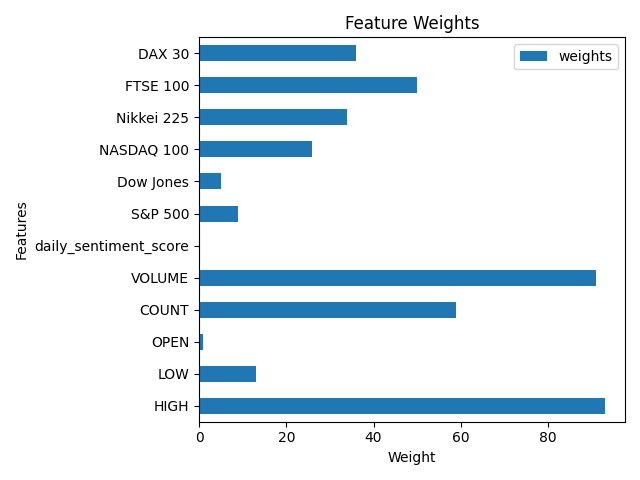 Feature Weights
weights
DAX 30
FTSE 100
Nikkei 225
NASDAQ 100
Dow Jones
S&P 500
daily_sentiment_score
VOLUME
COUNT
OPEN
LOW
HIGH
Features
0 20 40 60 80
Weight